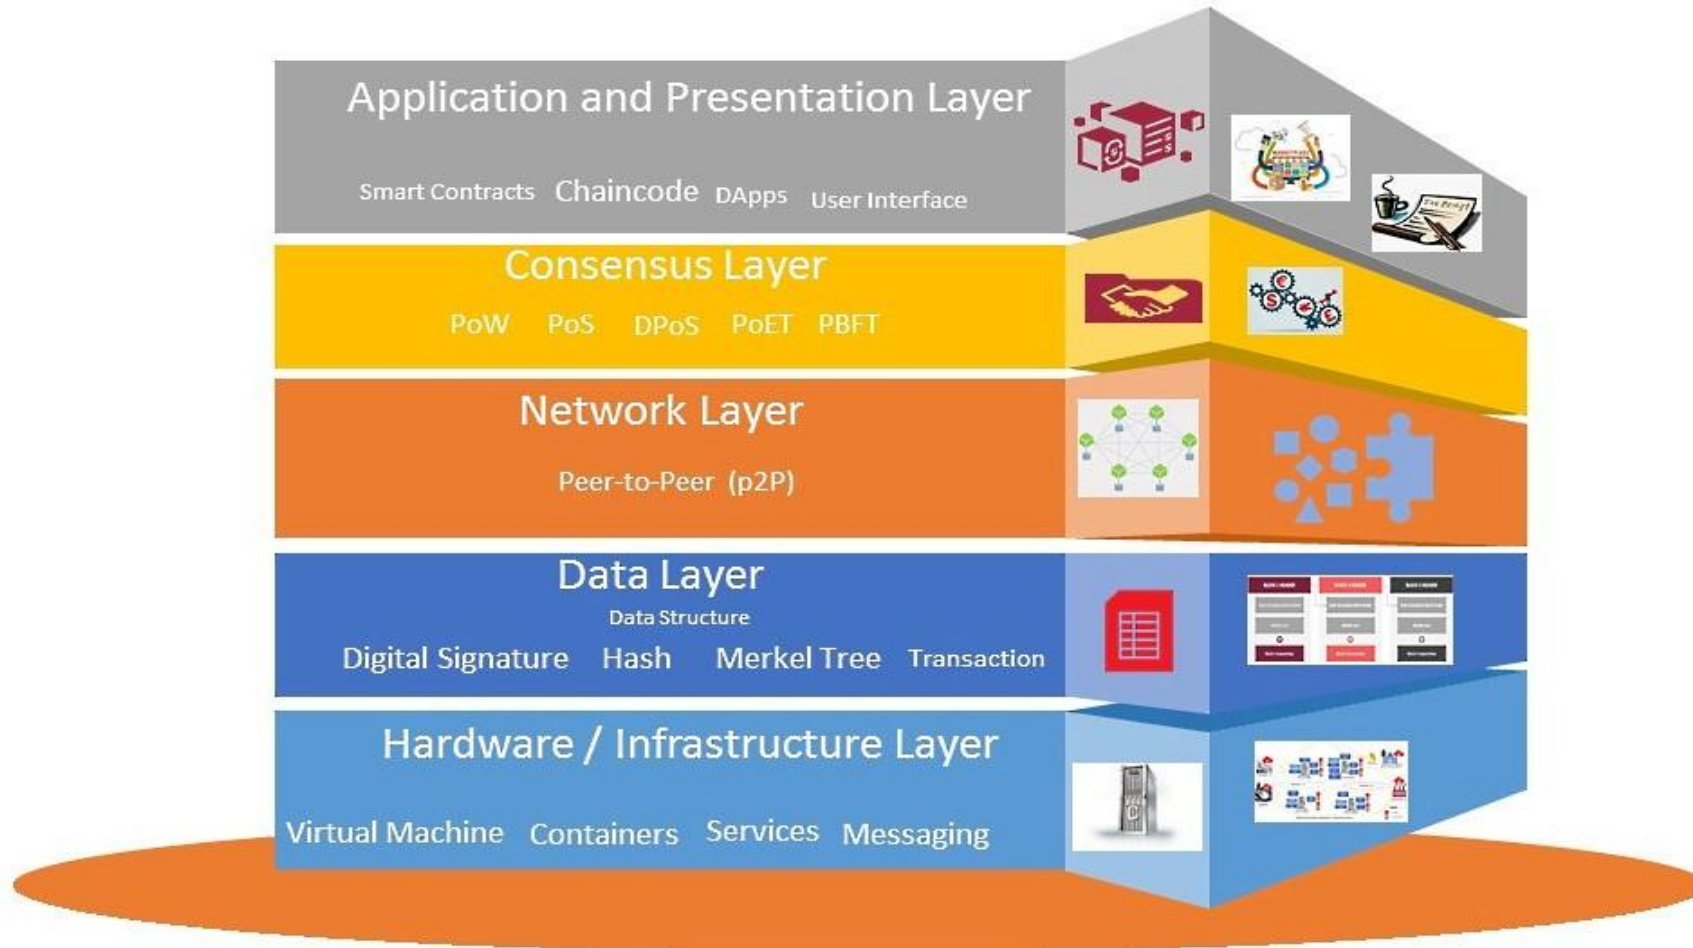 Application and Presentation Layer
Smart Contracts Chaincode DApps User Interface
Consensus Layer
PoW PoS DPoS PoET PBFT
Network Layer
Peer-to-Peer (p2P)
Data Layer
Data Structure
Digital Signature Hash Merkel Tree Transaction
Hardware / Infrastructure Layer
Virtual Machine Containers Services Messaging